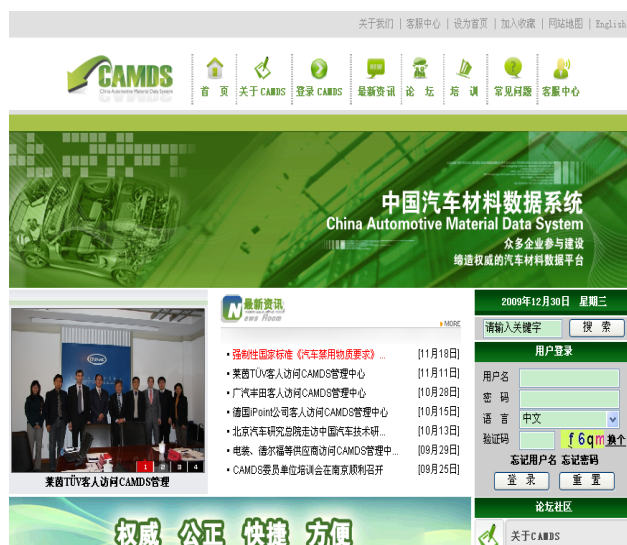 关于我们 | 客服中心 | 设为首页 | 加入收藏 | 网站地图 | English
CAMDS
China Automotive Material Data System
首 页
关于CAMDS
登录CAMDS
最新资讯
论 坛
培 训
常见问题
客服中心
中国汽车材料数据系统
China Automotive Material Data System
众多企业参与建设
缔造权威的汽车材料数据平台
最新资讯
News Room
MORE
强制性国家标准《汽车禁用物质要求》... [11月18日]
莱茵TÜV客人访问CAMDS管理中心 [11月11日]
广汽丰田客人访问CAMDS管理中心 [10月28日]
德国iPoint公司客人访问CAMDS管理中心 [10月15日]
北京汽车研究总院走访中国汽车技术研... [10月13日]
电装、德尔福等供应商访问CAMDS管理中... [09月29日]
CAMDS委员单位培训会在南京顺利召开 [09月25日]
1 2 3 4
莱茵TÜV客人访问CAMDS管理
2009年12月30日 星期三
请输入关键字 搜 索
用户登录
用户名
密 码
语 言 中文
验证码 f6qm 换个
忘记用户名 忘记密码
登 录 重 置
论坛社区
关于CAMDS
权威 公正 快捷 方便